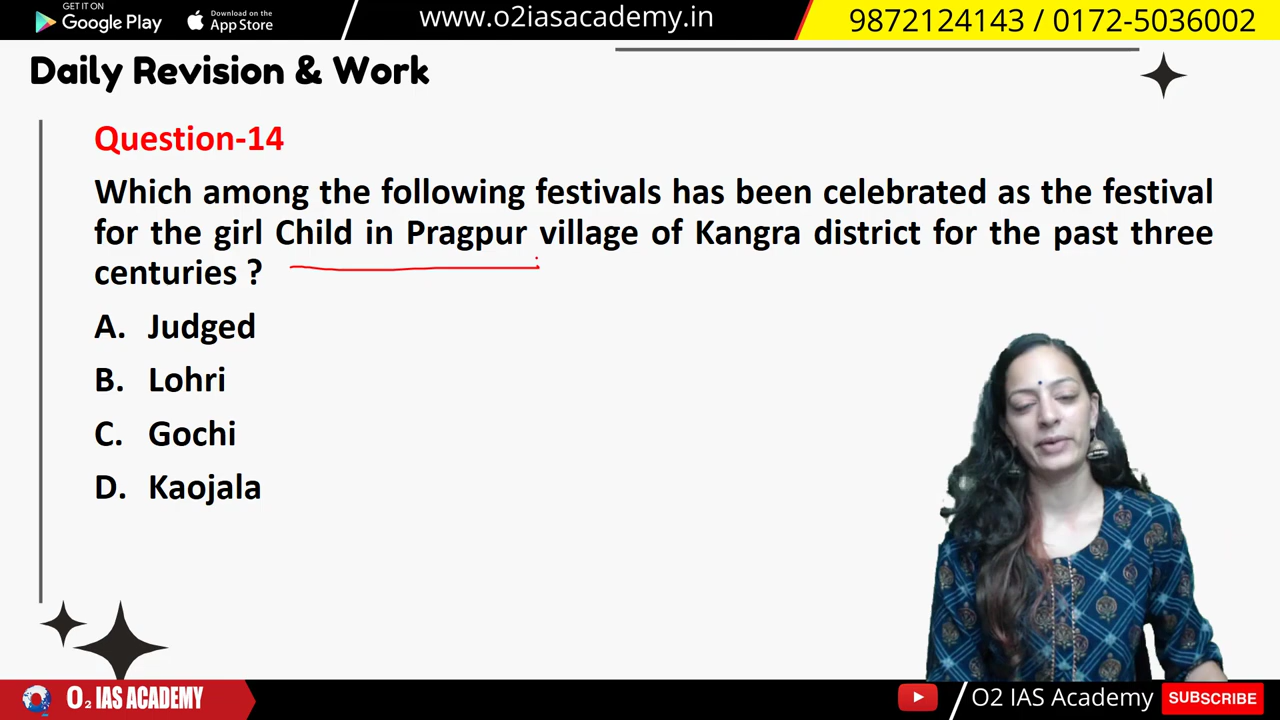 GET IT ON
Google Play
Download on the
App Store
www.o2iasacademy.in
9872124143 / 0172-5036002
Daily Revision & Work
Question-14
Which among the following festivals has been celebrated as the festival
for the girl Child in Pragpur village of Kangra district for the past three
centuries ?
A. Judged
B. Lohri
C. Gochi
D. Kaojala
O2 IAS ACADEMY
O2 IAS Academy
SUBSCRIBE